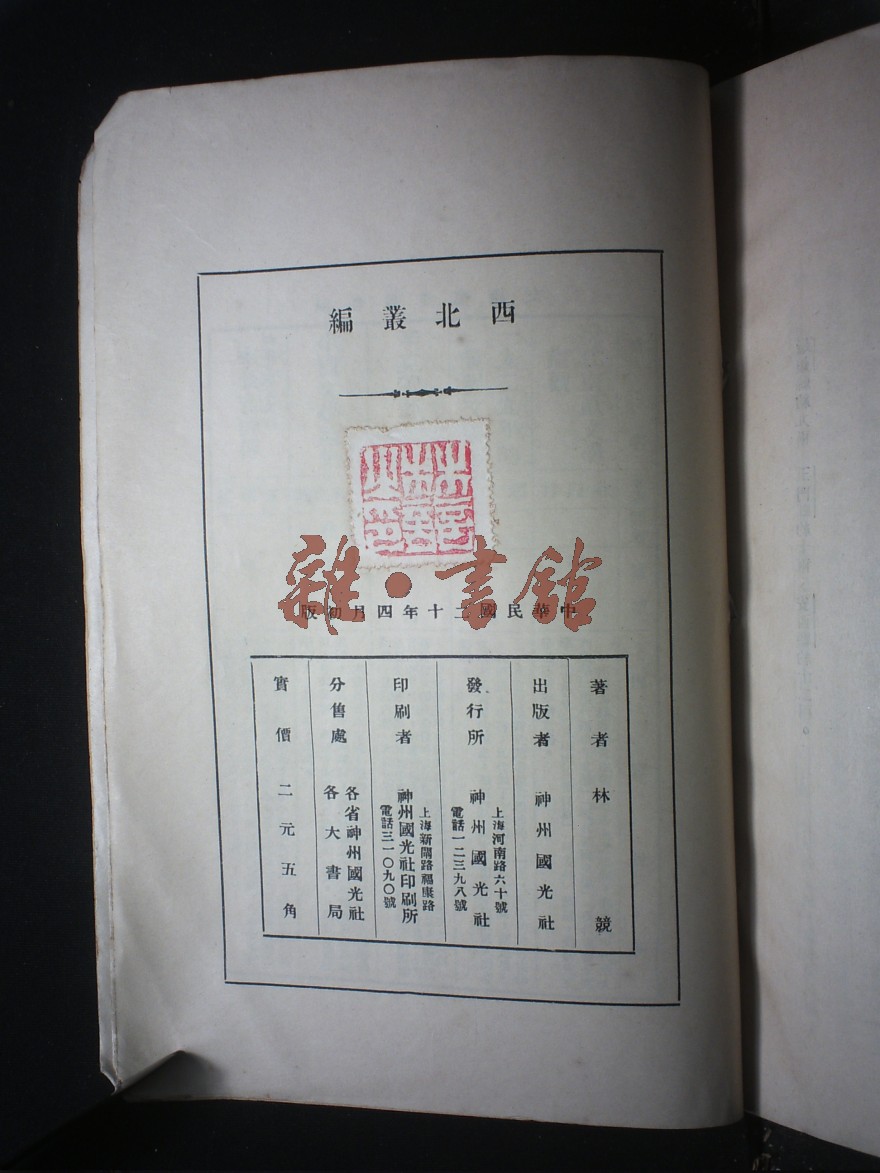 西北叢編
林競之印
雜·書館
中華民國二十年四月初版
著者 林競
出版者 神州國光社
發行所 神州國光社
上海河南路六十號
電話一二三九八號
印刷者 神州國光社印刷所
上海新閘路福康路
電話三一〇九〇號
分售處
各省神州國光社
各大書局
實價 二元五角